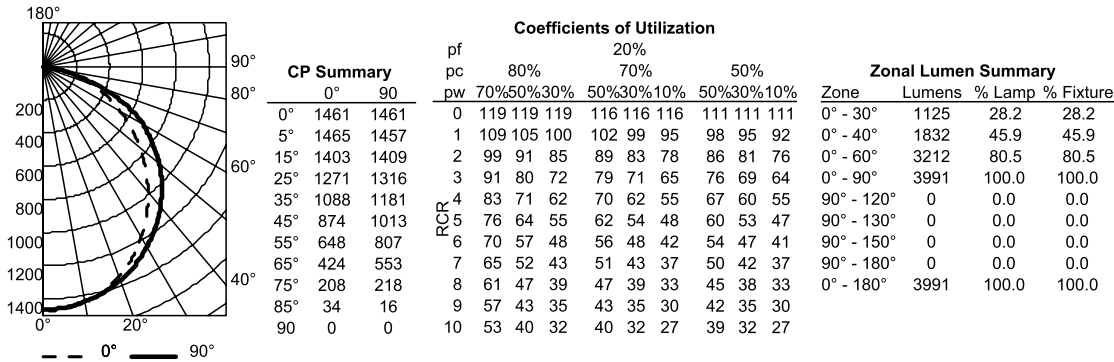 180°
90°
80°
60°
40°
200
400
600
800
1000
1200
1400
0°
20°
0° 90°
CP Summary
0° 90
0° 1461 1461
5° 1465 1457
15° 1403 1409
25° 1271 1316
35° 1088 1181
45° 874 1013
55° 648 807
65° 424 553
75° 208 218
85° 34 16
90 0 0
Coefficients of Utilization
pf 20%
pc 80% 70% 50%
pw 70%50%30% 50%30%10% 50%30%10%
RCR
0 119 119 119 116 116 116 111 111 111
1 109 105 100 102 99 95 98 95 92
2 99 91 85 89 83 78 86 81 76
3 91 80 72 79 71 65 76 69 64
4 83 71 62 70 62 55 67 60 55
5 76 64 55 62 54 48 60 53 47
6 70 57 48 56 48 42 54 47 41
7 65 52 43 51 43 37 50 42 37
8 61 47 39 47 39 33 45 38 33
9 57 43 35 43 35 30 42 35 30
10 53 40 32 40 32 27 39 32 27
Zonal Lumen Summary
Zone Lumens % Lamp % Fixture
0° - 30° 1125 28.2 28.2
0° - 40° 1832 45.9 45.9
0° - 60° 3212 80.5 80.5
0° - 90° 3991 100.0 100.0
90° - 120° 0 0.0 0.0
90° - 130° 0 0.0 0.0
90° - 150° 0 0.0 0.0
90° - 180° 0 0.0 0.0
0° - 180° 3991 100.0 100.0